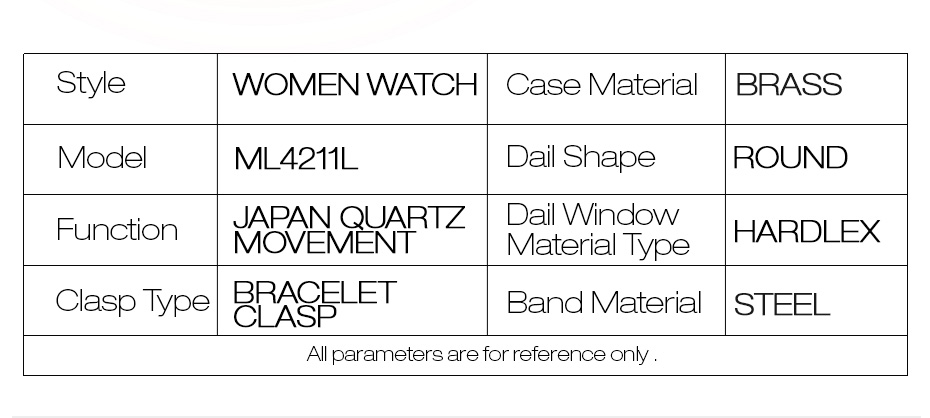 Style
WOMEN WATCH
Case Material
BRASS
Model
ML4211L
Dail Shape
ROUND
Function
JAPAN QUARTZ
MOVEMENT
Dail Window
Material Type
HARDLEX
Clasp Type
BRACELET
CLASP
Band Material
STEEL
All parameters are for reference only .